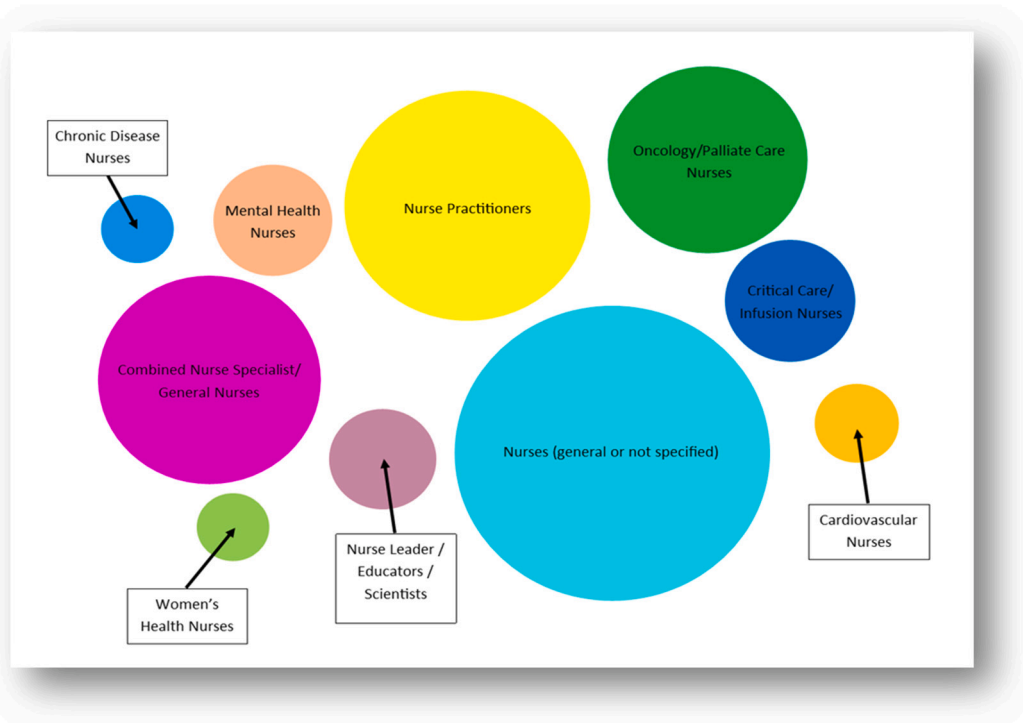 Chronic Disease
Nurses
Mental Health
Nurses
Nurse Practitioners
Oncology/Palliate Care
Nurses
Critical Care/
Infusion Nurses
Combined Nurse Specialist/
General Nurses
Nurses (general or not specified)
Cardiovascular
Nurses
Nurse Leader /
Educators /
Scientists
Women’s
Health Nurses